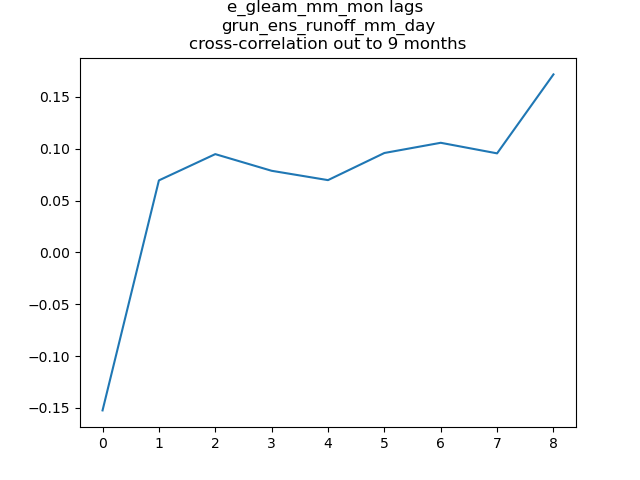 e_gleam_mm_mon lags
grun_ens_runoff_mm_day
cross-correlation out to 9 months
0.15
0.10
0.05
0.00
−0.05
−0.10
−0.15
0 1 2 3 4 5 6 7 8